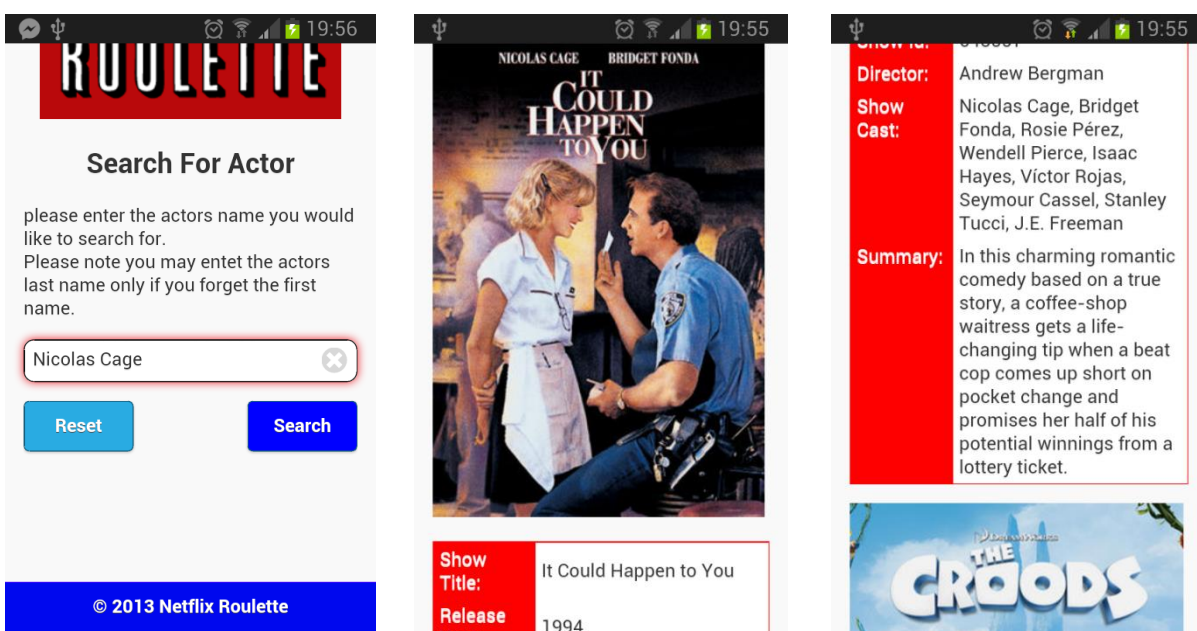 19:56
ROULETTE
Search For Actor
please enter the actors name you would
like to search for.
Please note you may entet the actors
last name only if you forget the first
name.
Nicolas Cage
Reset
Search
© 2013 Netflix Roulette
19:55
NICOLAS CAGE BRIDGET FONDA
IT
COULD
HAPPEN
TO YOU
Show
Title:
It Could Happen to You
Release
1994
19:55
Show Id:
Director:
Andrew Bergman
Show
Cast:
Nicolas Cage, Bridget
Fonda, Rosie Pérez,
Wendell Pierce, Isaac
Hayes, Víctor Rojas,
Seymour Cassel, Stanley
Tucci, J.E. Freeman
Summary:
In this charming romantic
comedy based on a true
story, a coffee-shop
waitress gets a life-
changing tip when a beat
cop comes up short on
pocket change and
promises her half of his
potential winnings from a
lottery ticket.
THE
CROODS